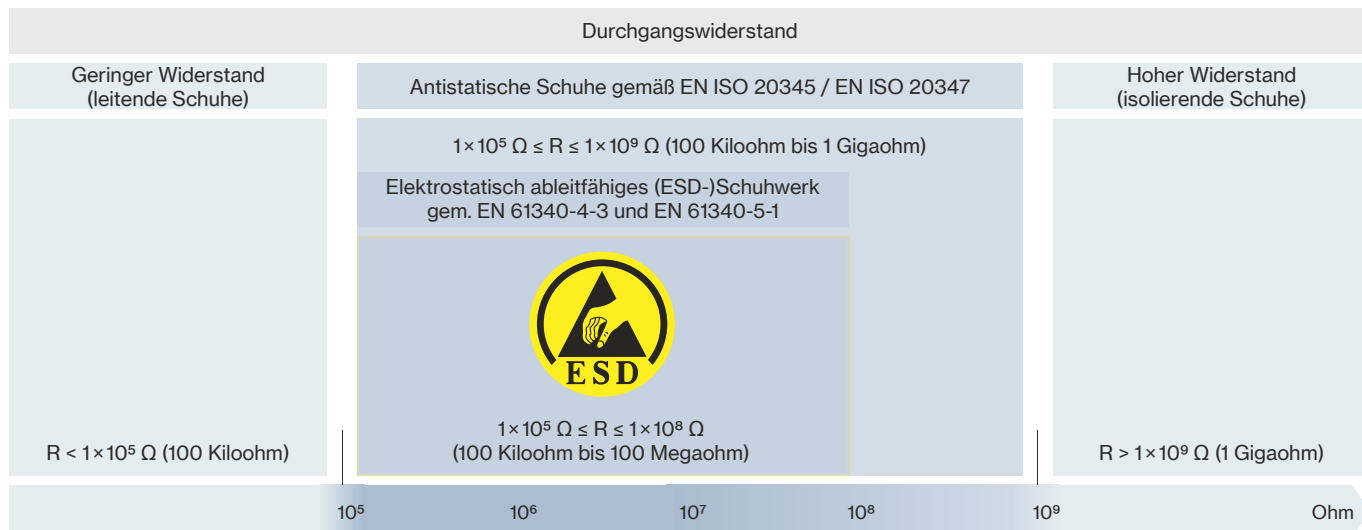 Durchgangswiderstand
Geringer Widerstand
(leitende Schuhe)
Antistatische Schuhe gemäß EN ISO 20345 / EN ISO 20347
Hoher Widerstand
(isolierende Schuhe)
1×10⁵ Ω ≤ R ≤ 1×10⁹ Ω (100 Kiloohm bis 1 Gigaohm)
Elektrostatisch ableitfähiges (ESD-)Schuhwerk
gem. EN 61340-4-3 und EN 61340-5-1
ESD
1×10⁵ Ω ≤ R ≤ 1×10⁸ Ω
(100 Kiloohm bis 100 Megaohm)
R < 1×10⁵ Ω (100 Kiloohm)
R > 1×10⁹ Ω (1 Gigaohm)
10⁵ 10⁶ 10⁷ 10⁸ 10⁹ Ohm